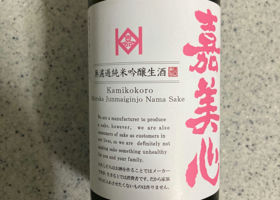 嘉美心
無濾過純米吟醸生酒
Kamikokoro
Muroka Junmaiginjo Nama Sake
We are a manufacturer to produce
a sake, however, we are also
consumers of sake as customers in
our lives, so we are definitely not
making sake something unhealthy
for you and your family.